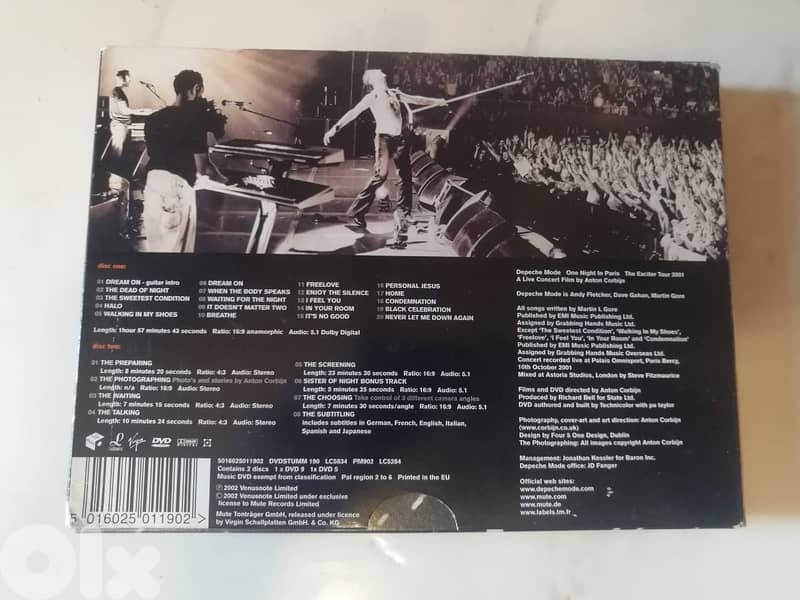 disc one:
01 DREAM ON - guitar intro
02 THE DEAD OF NIGHT
03 THE SWEETEST CONDITION
04 HALO
05 WALKING IN MY SHOES
06 DREAM ON
07 WHEN THE BODY SPEAKS
08 WAITING FOR THE NIGHT
09 IT DOESN'T MATTER TWO
10 BREATHE
11 FREELOVE
12 ENJOY THE SILENCE
13 I FEEL YOU
14 IN YOUR ROOM
15 IT'S NO GOOD
16 PERSONAL JESUS
17 HOME
18 CONDEMNATION
19 BLACK CELEBRATION
20 NEVER LET ME DOWN AGAIN
Length: 1hour 57 minutes 43 seconds Ratio: 16:9 anamorphic Audio: 5.1 Dolby Digital
disc two:
01 THE PREPARING
Length: 8 minutes 20 seconds Ratio: 4:3 Audio: Stereo
02 THE PHOTOGRAPHING Photo's and stories by Anton Corbijn
Length: n/a Ratio: 16:9 Audio: Stereo
03 THE WAITING
Length: 7 minutes 15 seconds Ratio: 4:3 Audio: Stereo
04 THE TALKING
Length: 10 minutes 24 seconds Ratio: 4:3 Audio: Stereo
05 THE SCREENING
Length: 23 minutes 30 seconds Ratio: 16:9 Audio: 5.1
06 SISTER OF NIGHT BONUS TRACK
Length: 5 minutes 25 seconds Ratio: 16:9 Audio: 5.1
07 THE CHOOSING Take control of 3 different camera angles
Length: 7 minutes 30 seconds/angle Ratio: 16:9 Audio: 5.1
08 THE SUBTITLING
Includes subtitles in German, French, English, Italian,
Spanish and Japanese
Depeche Mode One Night In Paris The Exciter Tour 2001
A Live Concert Film by Anton Corbijn
Depeche Mode is Andy Fletcher, Dave Gahan, Martin Gore
All songs written by Martin L Gore
Published by EMI Music Publishing Ltd.
Assigned by Grabbing Hands Music Ltd.
Except 'The Sweetest Condition', 'Walking in My Shoes',
'Freelove', 'I Feel You', 'In Your Room' and 'Condemnation'
Published by EMI Music Publishing Ltd.
Assigned by Grabbing Hands Music Overseas Ltd.
Concert recorded live at Palais Omnisport, Paris Bercy,
10th October 2001
Mixed at Astoria Studios, London by Steve Fitzmaurice
Films and DVD directed by Anton Corbijn
Produced by Richard Bell for State Ltd.
DVD authored and built by Technicolor with pa taylor
Photography, cover-art and art direction: Anton Corbijn
(www.corbijn.co.uk)
Design by Four 5 One Design, Dublin
The Photographing: All images copyright Anton Corbijn
Management: Jonathan Kessler for Baron Inc.
Depeche Mode office: JD Fanger
Official web sites:
www.depechemode.com
www.mute.com
www.mute.de
www.labels.tm.fr
Labels Virgin DVD
5016025011902 DVDSTUMM 190 LC5834 PM902 LC5284
Contains 2 discs 1 x DVD 9 1x DVD 5
Music DVD exempt from classification Pal region 2 to 6 Printed in the EU
℗ 2002 Venusnote Limited
© 2002 Venusnote Limited under exclusive
license to Mute Records Limited
Mute Tonträger GmbH, released under licence
by Virgin Schallplatten GmbH. & Co. KG
5 016025 011902 >
olx